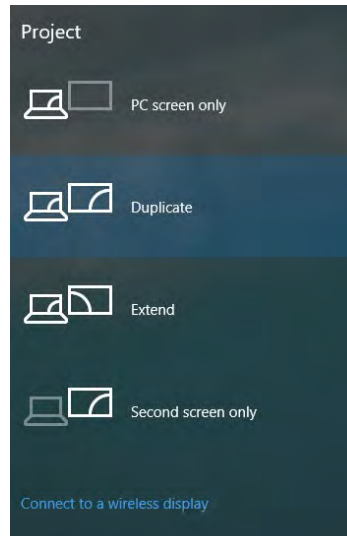 Project
PC screen only
Duplicate
Extend
Second screen only
Connect to a wireless display